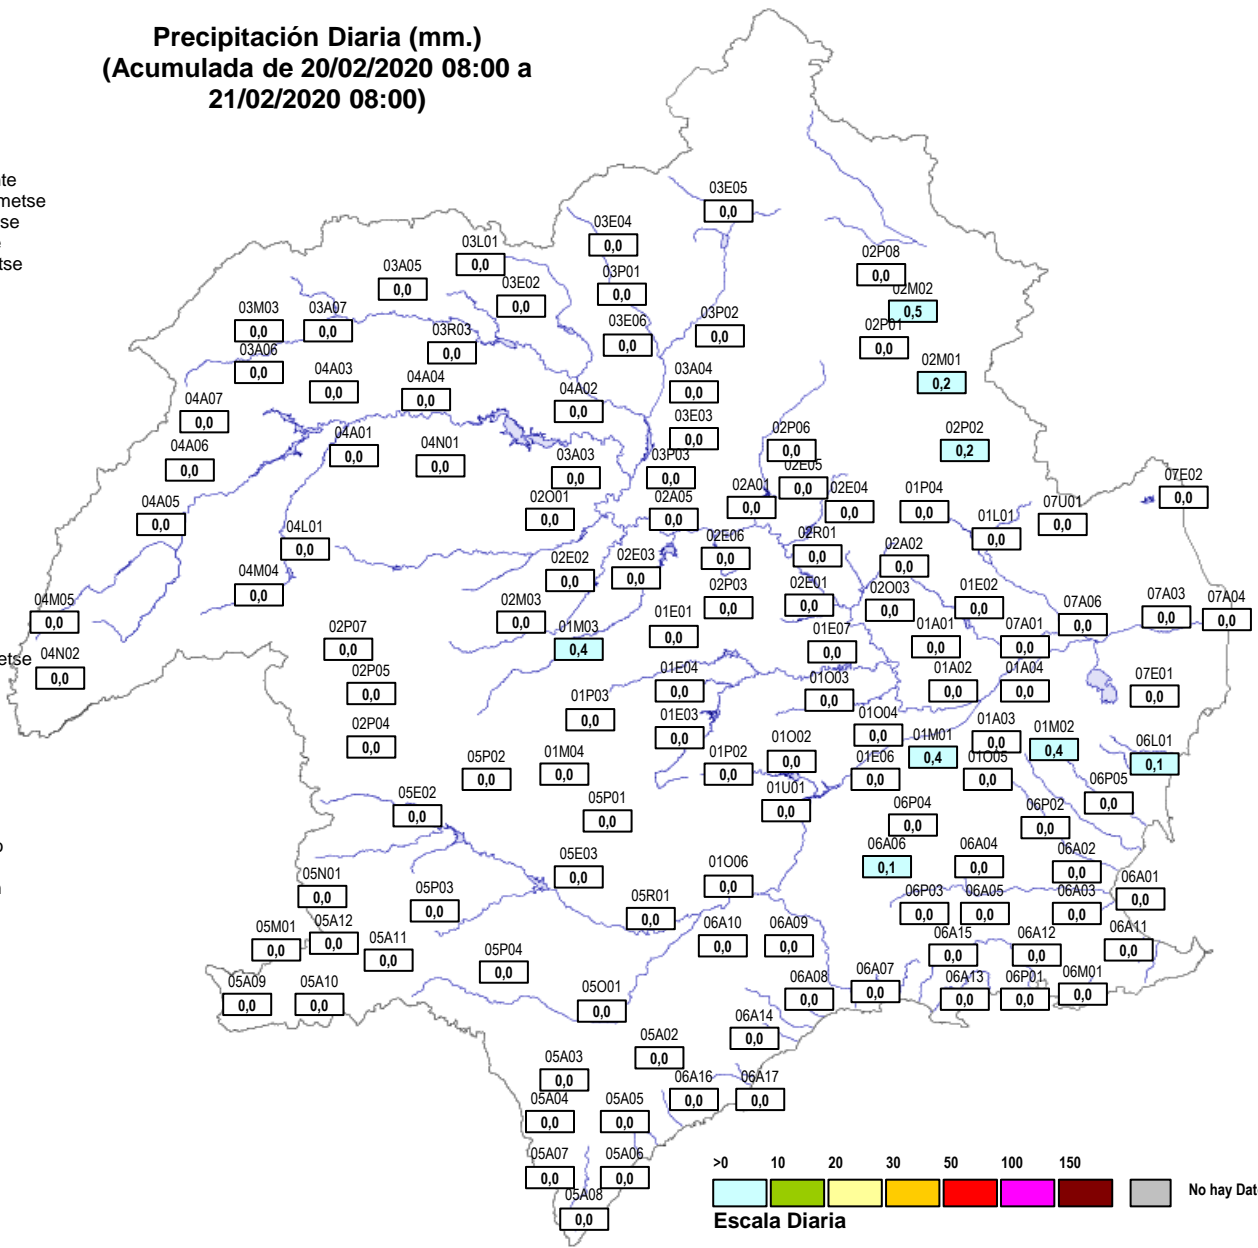 Precipitación Diaria (mm.)
(Acumulada de 20/02/2020 08:00 a
21/02/2020 08:00)
te
metse
se
tse
03E05
0,0
03E04
0,0
03L01
0,0
02P08
0,0
03A05
0,0
03P01
0,0
03E02
0,0
02M02
0,5
03M03
0,0
03A07
0,0
03P02
0,0
03E06
0,0
02P01
0,0
03R03
0,0
03A06
0,0
02M01
0,2
04A03
0,0
04A04
0,0
03A04
0,0
04A02
0,0
04A07
0,0
03E03
0,0
02P06
0,0
02P02
0,2
04A01
0,0
04N01
0,0
04A06
0,0
03A03
0,0
03P03
0,0
02E05
0,0
07E02
0,0
02A01
0,0
02E04
0,0
01P04
0,0
04A05
0,0
02O01
0,0
02A05
0,0
07U01
0,0
01L01
0,0
04L01
0,0
02E06
0,0
02R01
0,0
02A02
0,0
02E02
0,0
02E03
0,0
04M04
0,0
02P03
0,0
02E01
0,0
02O03
0,0
01E02
0,0
07A03
0,0
07A04
0,0
04M05
0,0
02M03
0,0
07A06
0,0
01E01
0,0
02P07
0,0
01M03
0,4
01E07
0,0
01A01
0,0
07A01
0,0
etse
04N02
0,0
02P05
0,0
01E04
0,0
01O03
0,0
01A02
0,0
01A04
0,0
07E01
0,0
01P03
0,0
02P04
0,0
01E03
0,0
01O04
0,0
01A03
0,0
01M02
0,4
01M01
0,4
06L01
0,1
05P02
0,0
01M04
0,0
01P02
0,0
01O02
0,0
01E06
0,0
01O05
0,0
06P05
0,0
01U01
0,0
05E02
0,0
05P01
0,0
06P04
0,0
06P02
0,0
05E03
0,0
01O06
0,0
06A06
0,1
06A04
0,0
06A02
0,0
05N01
0,0
05P03
0,0
05R01
0,0
06P03
0,0
06A05
0,0
06A03
0,0
06A01
0,0
05M01
0,0
05A12
0,0
05A11
0,0
06A10
0,0
06A09
0,0
06A15
0,0
06A12
0,0
06A11
0,0
05P04
0,0
05A09
0,0
05A10
0,0
05O01
0,0
06A08
0,0
06A07
0,0
06A13
0,0
06P01
0,0
06M01
0,0
06A14
0,0
05A02
0,0
05A03
0,0
06A16
0,0
06A17
0,0
05A04
0,0
05A05
0,0
05A07
0,0
05A06
0,0
05A08
0,0
>0 10 20 30 50 100 150
No hay Dat
Escala Diaria